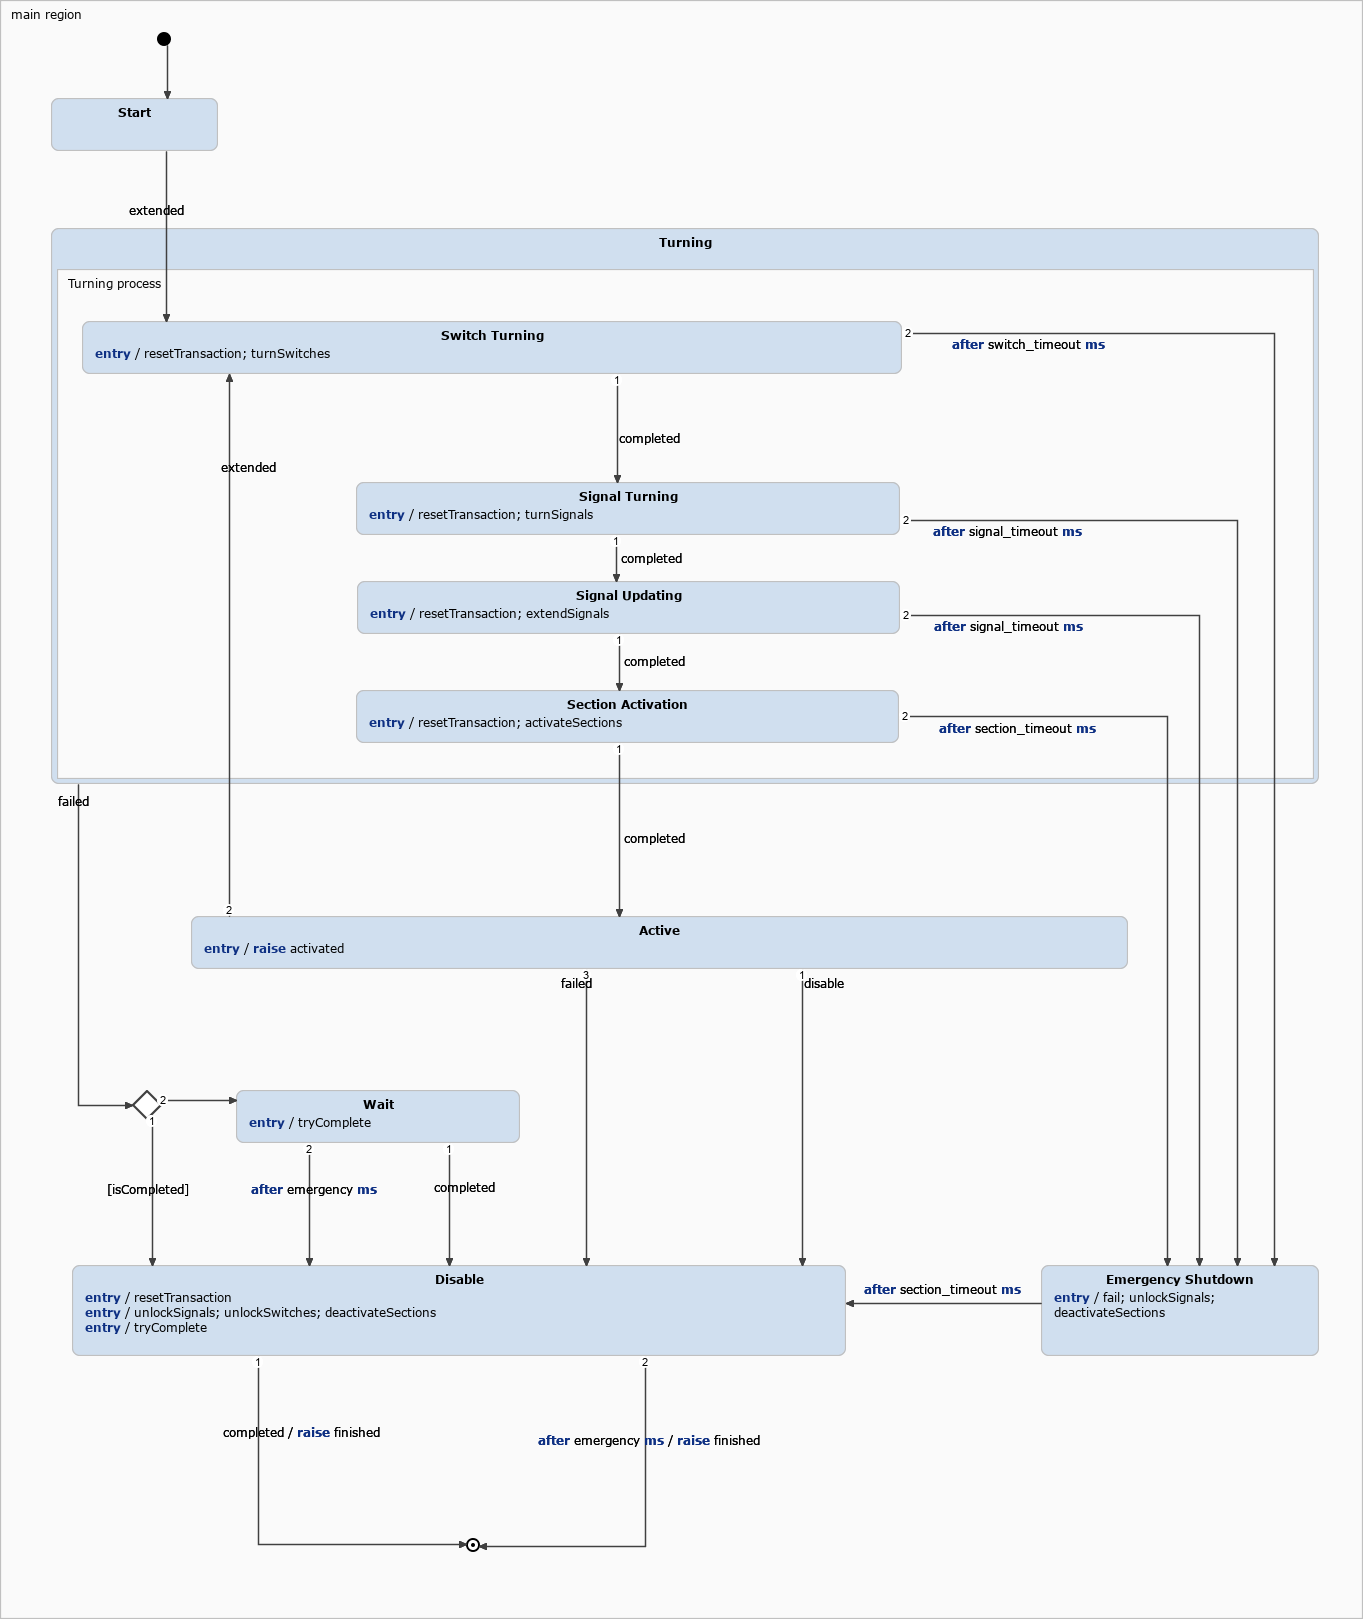 main region
Start
extended
Turning
Turning process
Switch Turning
entry / resetTransaction; turnSwitches
2
after switch_timeout ms
1
completed
extended
Signal Turning
entry / resetTransaction; turnSignals
2
after signal_timeout ms
1
completed
Signal Updating
entry / resetTransaction; extendSignals
2
after signal_timeout ms
1
completed
Section Activation
entry / resetTransaction; activateSections
2
after section_timeout ms
1
failed
completed
2
Active
entry / raise activated
3
failed
1
disable
2
1
Wait
entry / tryComplete
2
1
[isCompleted]
after emergency ms
completed
Disable
entry / resetTransaction
entry / unlockSignals; unlockSwitches; deactivateSections
entry / tryComplete
after section_timeout ms
Emergency Shutdown
entry / fail; unlockSignals;
deactivateSections
1
2
completed / raise finished
after emergency ms / raise finished